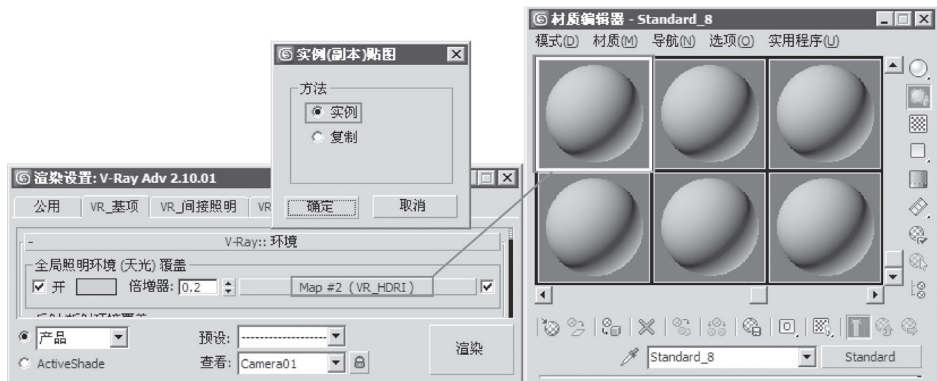 材质编辑器 - Standard_8
模式(D) 材质(M) 导航(N) 选项(O) 实用程序(U)
实例(副本)贴图
方法
实例
复制
确定 取消
渲染设置: V-Ray Adv 2.10.01
公用 VR_基项 VR_间接照明 VR
- V-Ray:: 环境
全局照明环境 (天光) 覆盖
开 倍增器: 0.2 Map #2 (VR_HDRI)
产品 预设: -------------------
ActiveShade 查看: Camera01
渲染
Standard_8 Standard